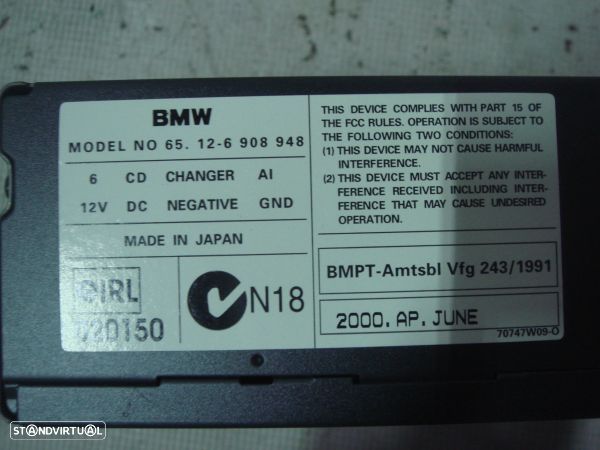 BMW
MODEL NO 65. 12-6 908 948
6 CD CHANGER AI
12V DC NEGATIVE GND
MADE IN JAPAN
N18
THIS DEVICE COMPLIES WITH PART 15 OF
THE FCC RULES. OPERATION IS SUBJECT TO
THE FOLLOWING TWO CONDITIONS:
(1) THIS DEVICE MAY NOT CAUSE HARMFUL
INTERFERENCE.
(2) THIS DEVICE MUST ACCEPT ANY INTER-
FERENCE RECEIVED INCLUDING INTER-
FERENCE THAT MAY CAUSE UNDESIRED
OPERATION.
BMPT-Amtsbl Vfg 243/1991
2000. AP. JUNE
70747W09-O
STANDVIRTUAL